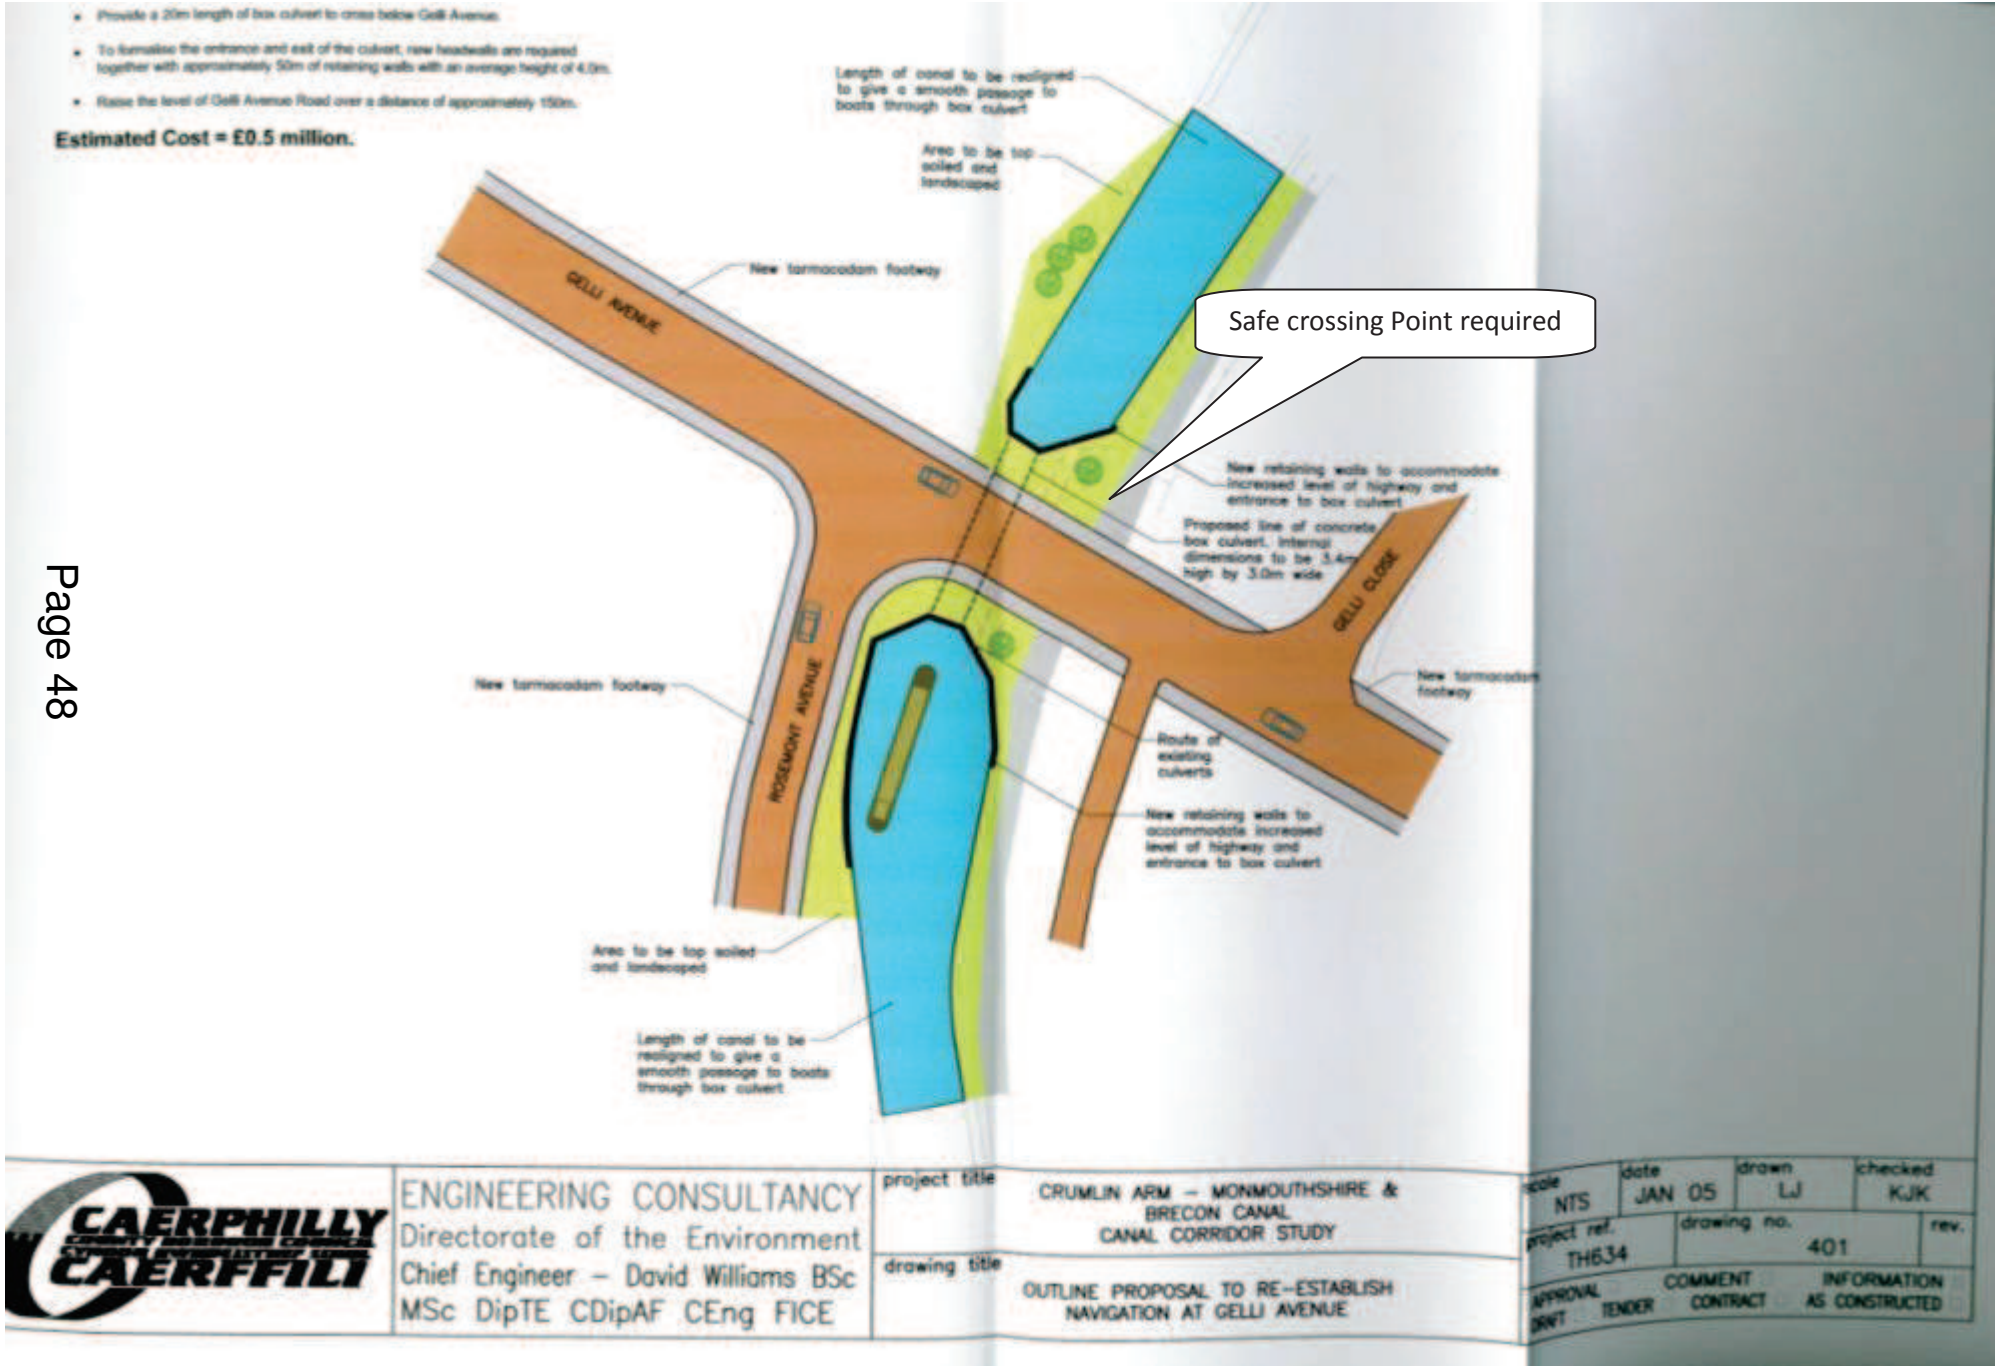 Provide a 20m length of box culvert to cross below Gelli Avenue.
To formalise the entrance and exit of the culvert, new headwalls are required
together with approximately 50m of retaining walls with an average height of 4.0m.
Raise the level of Gelli Avenue Road over a distance of approximately 150m.
Estimated Cost = £0.5 million.
Length of canal to be realigned
to give a smooth passage to
boats through box culvert
Area to be top
soiled and
landscaped
New tarmacadam footway
GELLI AVENUE
Safe crossing Point required
New retaining walls to accommodate
increased level of highway and
entrance to box culvert
Proposed line of concrete
box culvert. Internal
dimensions to be 3.4m
high by 3.0m wide
GELLI CLOSE
New tarmacadam
footway
Page 48
New tarmacadam footway
ROSEMONT AVENUE
Route of
existing
culverts
New retaining walls to
accommodate increased
level of highway and
entrance to box culvert
Area to be top soiled
and landscaped
Length of canal to be
realigned to give a
smooth passage to boats
through box culvert
CAERPHILLY
COUNTY BOROUGH COUNCIL
CAERFFILI
ENGINEERING CONSULTANCY
Directorate of the Environment
Chief Engineer – David Williams BSc
MSc DipTE CDipAF CEng FICE
project title
CRUMLIN ARM – MONMOUTHSHIRE &
BRECON CANAL
CANAL CORRIDOR STUDY
drawing title
OUTLINE PROPOSAL TO RE-ESTABLISH
NAVIGATION AT GELLI AVENUE
scale
NTS
date
JAN 05
drawn
LJ
checked
KJK
project ref.
TH634
drawing no.
401
rev.
APPROVAL
COMMENT
INFORMATION
DRAFT
TENDER
CONTRACT
AS CONSTRUCTED